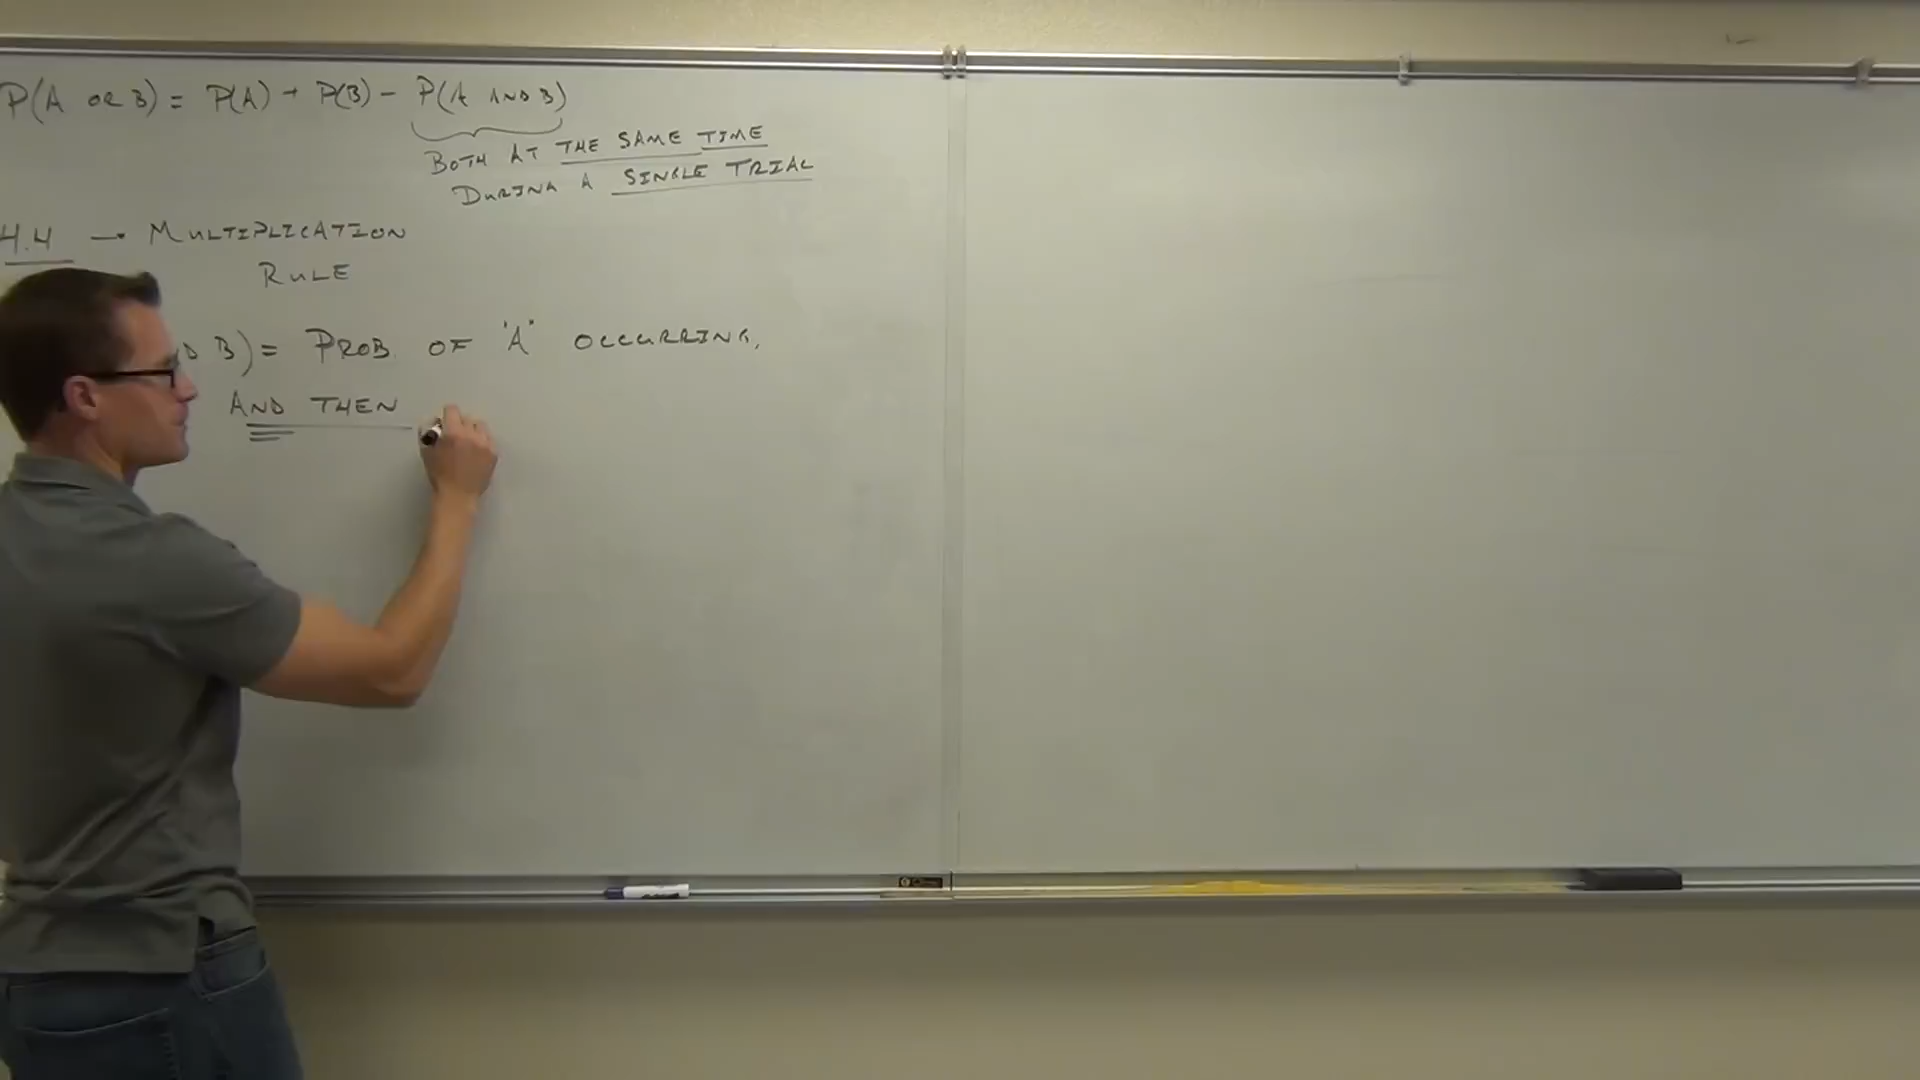 P(A OR B) = P(A) + P(B) - P(A AND B)
BOTH AT THE SAME TIME
DURING A SINGLE TRIAL
4.4 → MULTIPLICATION
RULE
D B) = PROB. OF "A" OCCURRING,
AND THEN